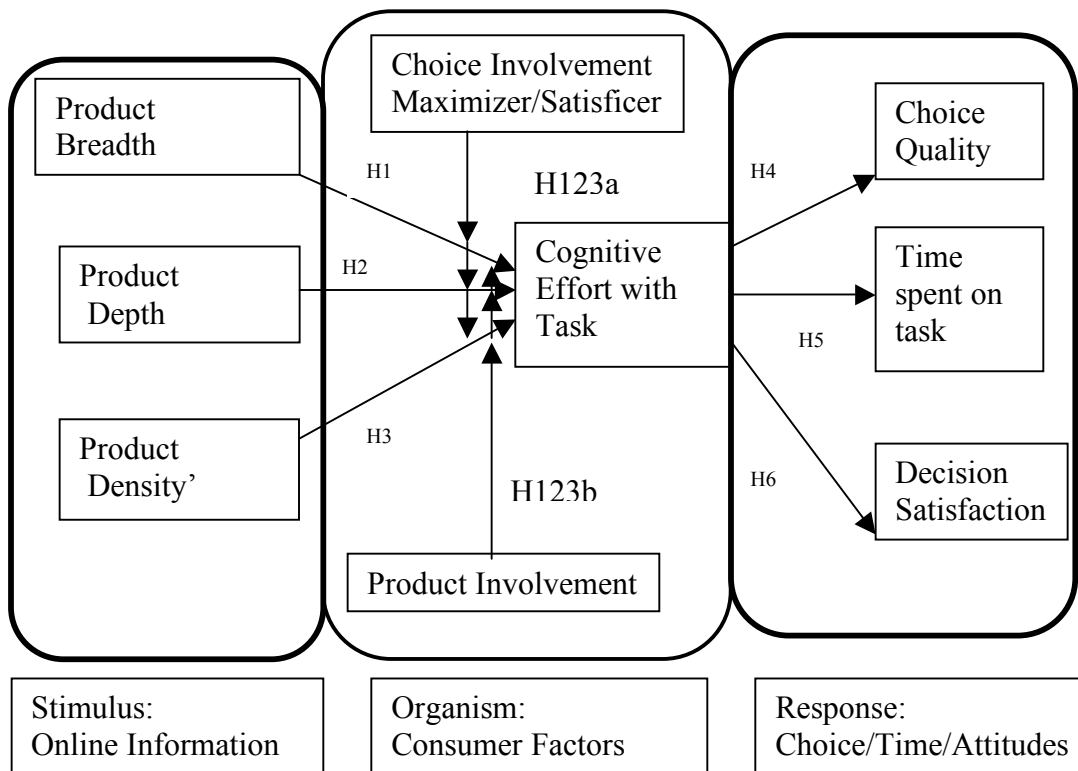 Product
Breadth
Product
Depth
Product
Density’
H1
H2
H3
Choice Involvement
Maximizer/Satisficer
H123a
Cognitive
Effort with
Task
H123b
Product Involvement
H4
H5
H6
Choice
Quality
Time
spent on
task
Decision
Satisfaction
Stimulus:
Online Information
Organism:
Consumer Factors
Response:
Choice/Time/Attitudes